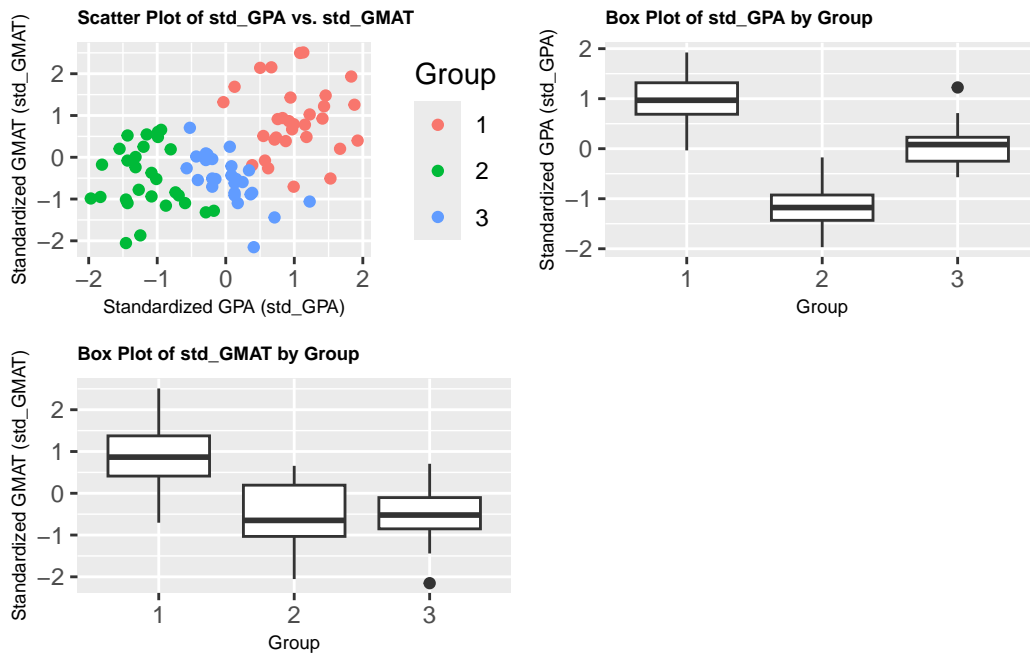 Scatter Plot of std_GPA vs. std_GMAT
Standardized GMAT (std_GMAT)
2
1
0
−1
−2
−2 −1 0 1 2
Standardized GPA (std_GPA)
Group
1
2
3
Box Plot of std_GPA by Group
Standardized GPA (std_GPA)
2
1
0
−1
−2
1 2 3
Group
Box Plot of std_GMAT by Group
Standardized GMAT (std_GMAT)
2
1
0
−1
−2
1 2 3
Group